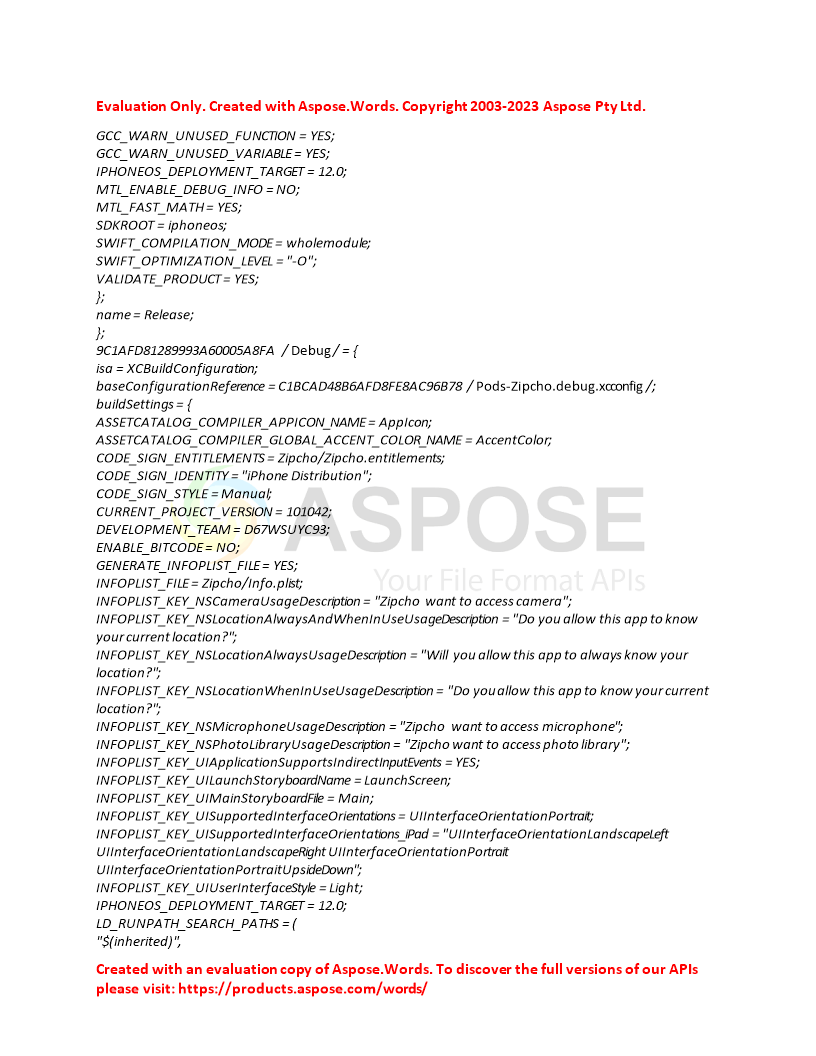 Evaluation Only. Created with Aspose.Words. Copyright 2003-2023 Aspose Pty Ltd.
GCC_WARN_UNUSED_FUNCTION = YES;
GCC_WARN_UNUSED_VARIABLE = YES;
IPHONEOS_DEPLOYMENT_TARGET = 12.0;
MTL_ENABLE_DEBUG_INFO = NO;
MTL_FAST_MATH = YES;
SDKROOT = iphoneos;
SWIFT_COMPILATION_MODE = wholemodule;
SWIFT_OPTIMIZATION_LEVEL = "-O";
VALIDATE_PRODUCT = YES;
};
name = Release;
};
9C1AFD81289993A60005A8FA / Debug / = {
isa = XCBuildConfiguration;
baseConfigurationReference = C1BCAD48B6AFD8FE8AC96B78 / Pods-Zipcho.debug.xcconfig /;
buildSettings = {
ASSETCATALOG_COMPILER_APPICON_NAME = AppIcon;
ASSETCATALOG_COMPILER_GLOBAL_ACCENT_COLOR_NAME = AccentColor;
CODE_SIGN_ENTITLEMENTS = Zipcho/Zipcho.entitlements;
CODE_SIGN_IDENTITY = "iPhone Distribution";
CODE_SIGN_STYLE = Manual;
CURRENT_PROJECT_VERSION = 101042;
DEVELOPMENT_TEAM = D67WSUYC93;
ENABLE_BITCODE = NO;
GENERATE_INFOPLIST_FILE = YES;
INFOPLIST_FILE = Zipcho/Info.plist;
INFOPLIST_KEY_NSCameraUsageDescription = "Zipcho want to access camera";
INFOPLIST_KEY_NSLocationAlwaysAndWhenInUseUsageDescription = "Do you allow this app to know
your current location?";
INFOPLIST_KEY_NSLocationAlwaysUsageDescription = "Will you allow this app to always know your
location?";
INFOPLIST_KEY_NSLocationWhenInUseUsageDescription = "Do you allow this app to know your current
location?";
INFOPLIST_KEY_NSMicrophoneUsageDescription = "Zipcho want to access microphone";
INFOPLIST_KEY_NSPhotoLibraryUsageDescription = "Zipcho want to access photo library";
INFOPLIST_KEY_UIApplicationSupportsIndirectInputEvents = YES;
INFOPLIST_KEY_UILaunchStoryboardName = LaunchScreen;
INFOPLIST_KEY_UIMainStoryboardFile = Main;
INFOPLIST_KEY_UISupportedInterfaceOrientations = UIInterfaceOrientationPortrait;
INFOPLIST_KEY_UISupportedInterfaceOrientations_iPad = "UIInterfaceOrientationLandscapeLeft
UIInterfaceOrientationLandscapeRight UIInterfaceOrientationPortrait
UIInterfaceOrientationPortraitUpsideDown";
INFOPLIST_KEY_UIUserInterfaceStyle = Light;
IPHONEOS_DEPLOYMENT_TARGET = 12.0;
LD_RUNPATH_SEARCH_PATHS = (
"$(inherited)",
ASPOSE
Your File Format APIs
Created with an evaluation copy of Aspose.Words. To discover the full versions of our APIs
please visit: https://products.aspose.com/words/